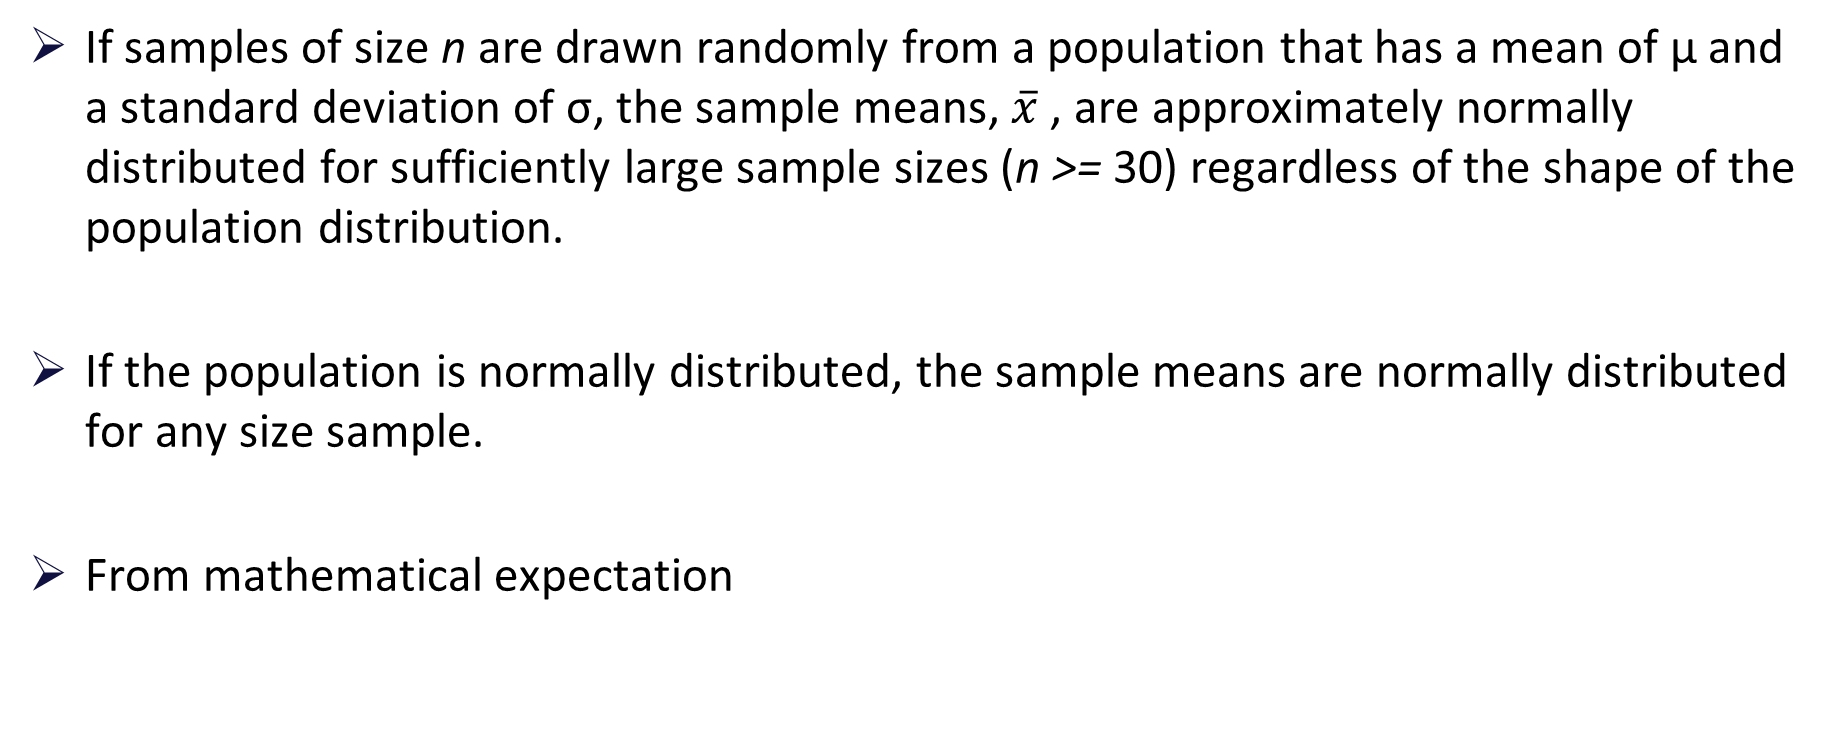 ➢ If samples of size n are drawn randomly from a population that has a mean of μ and
a standard deviation of σ, the sample means, x̄ , are approximately normally
distributed for sufficiently large sample sizes (n >= 30) regardless of the shape of the
population distribution.
➢ If the population is normally distributed, the sample means are normally distributed
for any size sample.
➢ From mathematical expectation